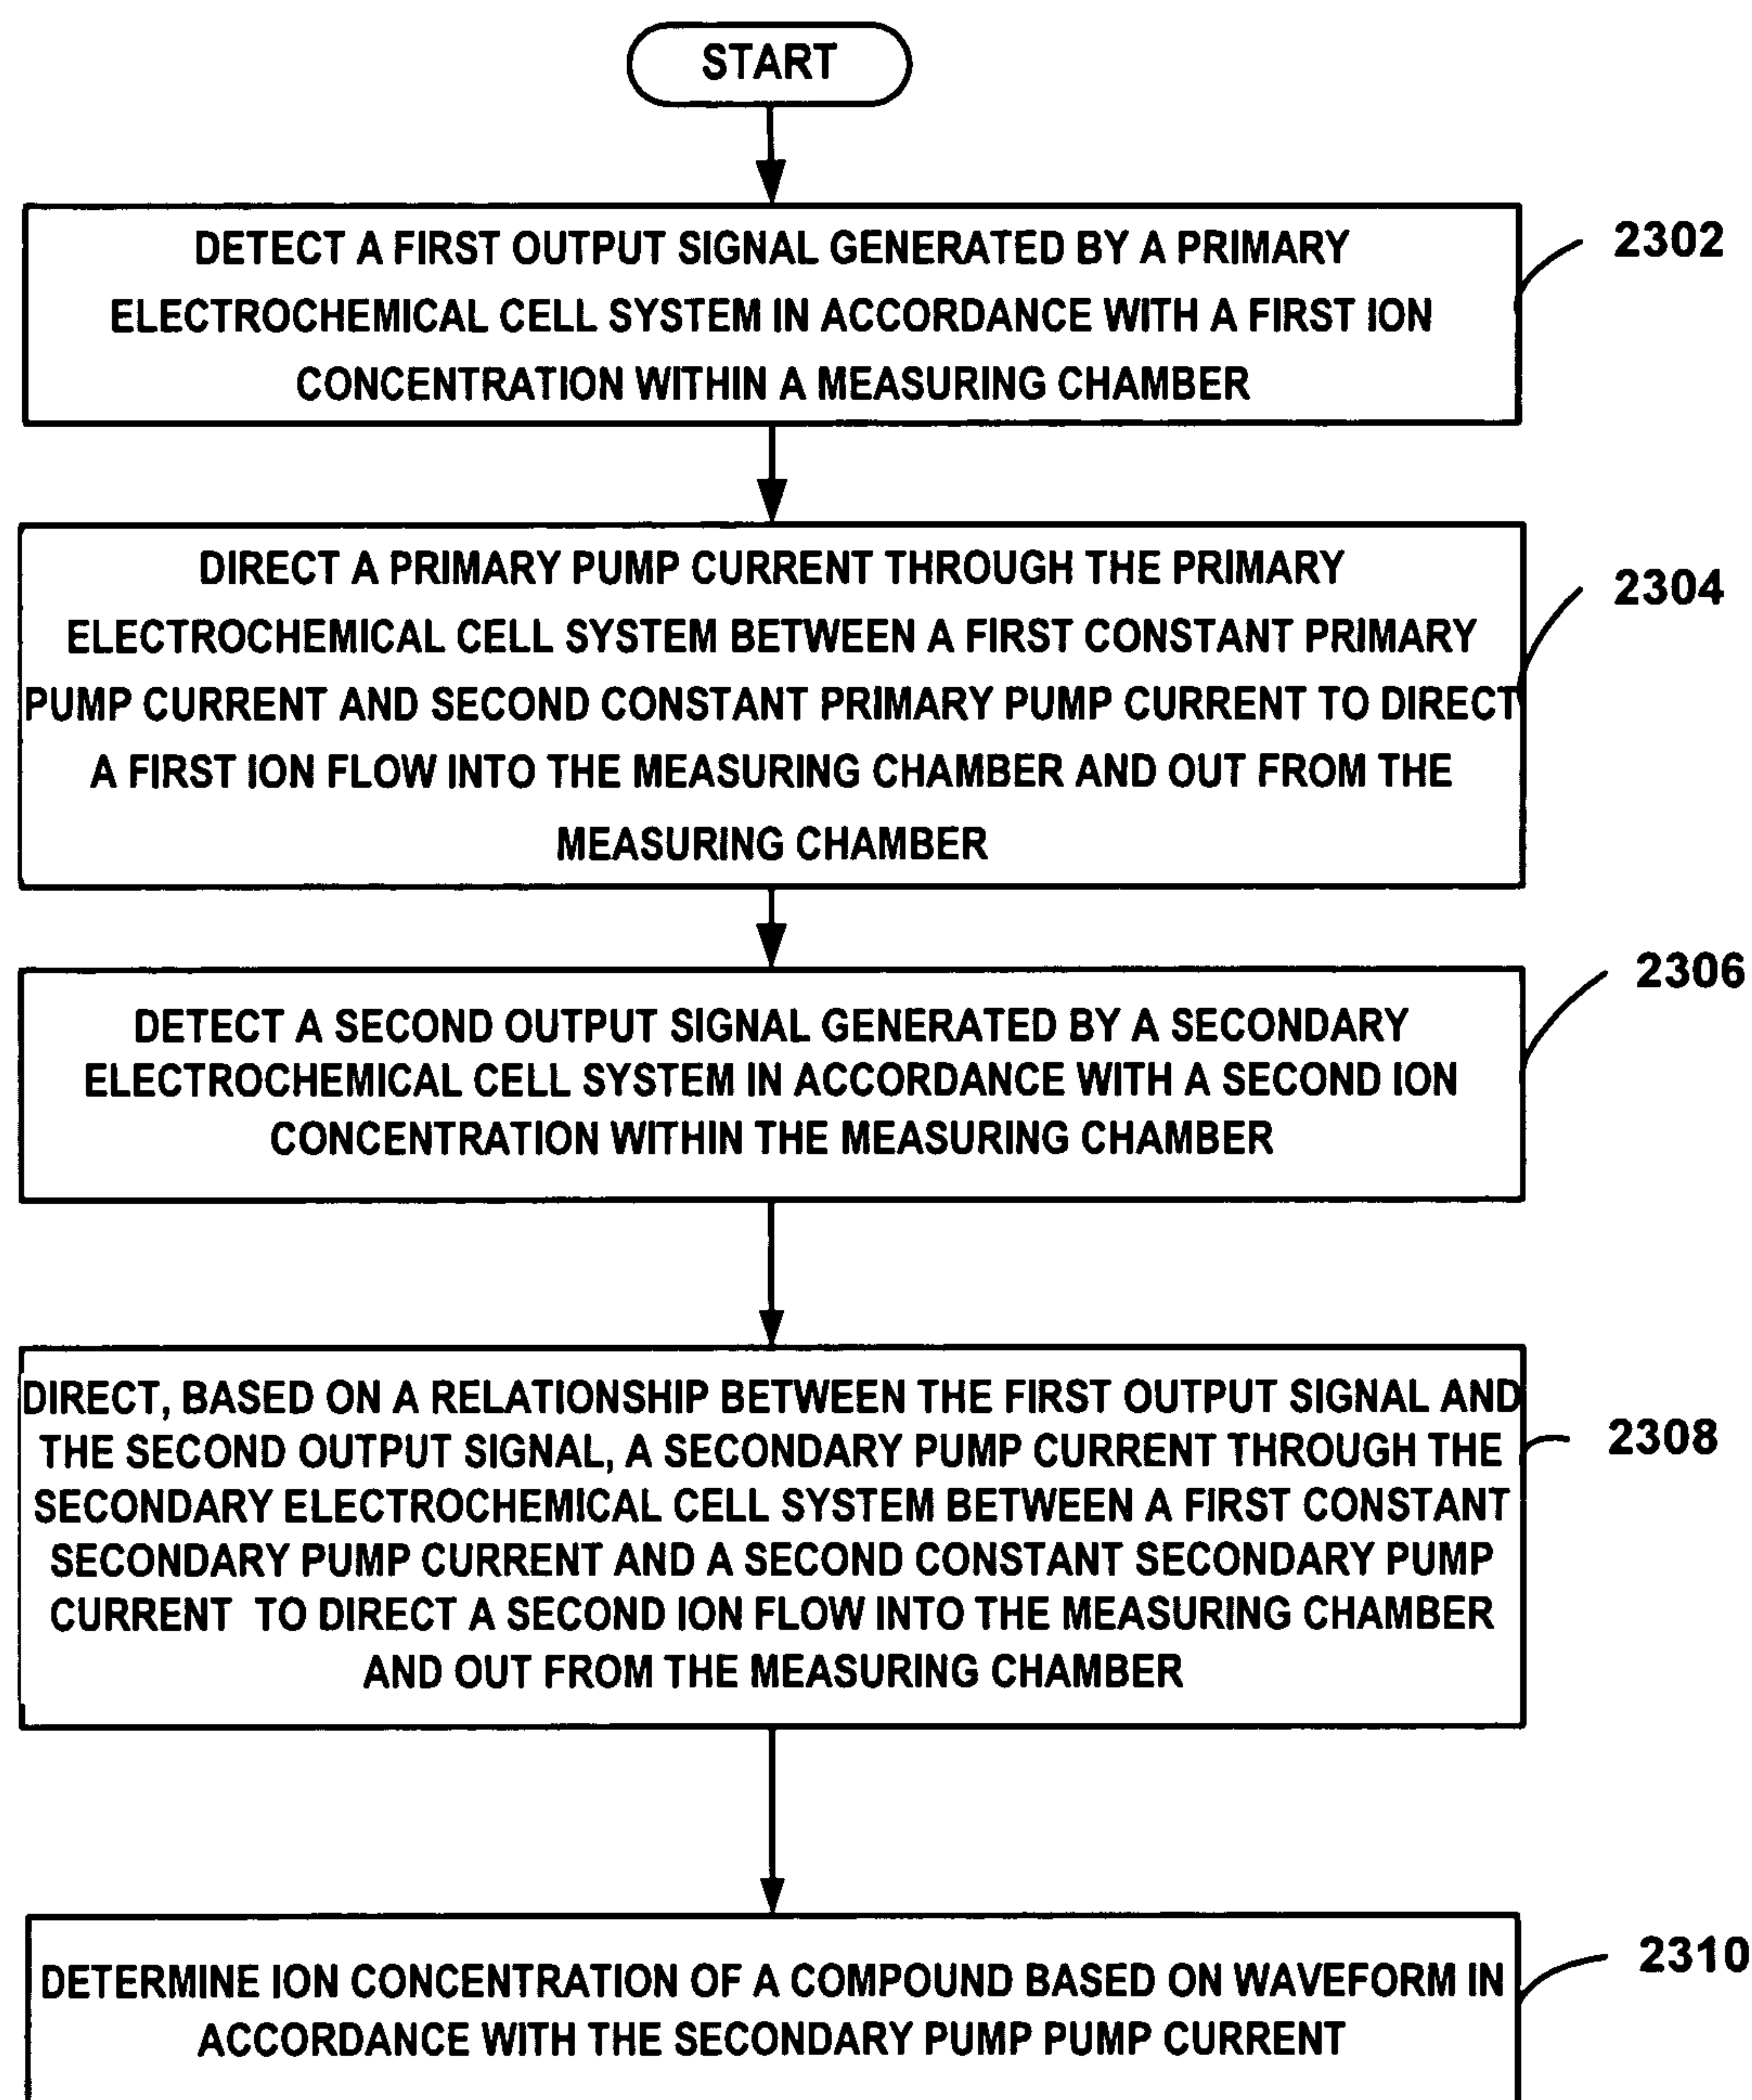 START
DETECT A FIRST OUTPUT SIGNAL GENERATED BY A PRIMARY
ELECTROCHEMICAL CELL SYSTEM IN ACCORDANCE WITH A FIRST ION
CONCENTRATION WITHIN A MEASURING CHAMBER
2302
DIRECT A PRIMARY PUMP CURRENT THROUGH THE PRIMARY
ELECTROCHEMICAL CELL SYSTEM BETWEEN A FIRST CONSTANT PRIMARY
PUMP CURRENT AND SECOND CONSTANT PRIMARY PUMP CURRENT TO DIRECT
A FIRST ION FLOW INTO THE MEASURING CHAMBER AND OUT FROM THE
MEASURING CHAMBER
2304
DETECT A SECOND OUTPUT SIGNAL GENERATED BY A SECONDARY
ELECTROCHEMICAL CELL SYSTEM IN ACCORDANCE WITH A SECOND ION
CONCENTRATION WITHIN THE MEASURING CHAMBER
2306
DIRECT, BASED ON A RELATIONSHIP BETWEEN THE FIRST OUTPUT SIGNAL AND
THE SECOND OUTPUT SIGNAL, A SECONDARY PUMP CURRENT THROUGH THE
SECONDARY ELECTROCHEMICAL CELL SYSTEM BETWEEN A FIRST CONSTANT
SECONDARY PUMP CURRENT AND A SECOND CONSTANT SECONDARY PUMP
CURRENT TO DIRECT A SECOND ION FLOW INTO THE MEASURING CHAMBER
AND OUT FROM THE MEASURING CHAMBER
2308
DETERMINE ION CONCENTRATION OF A COMPOUND BASED ON WAVEFORM IN
ACCORDANCE WITH THE SECONDARY PUMP PUMP CURRENT
2310